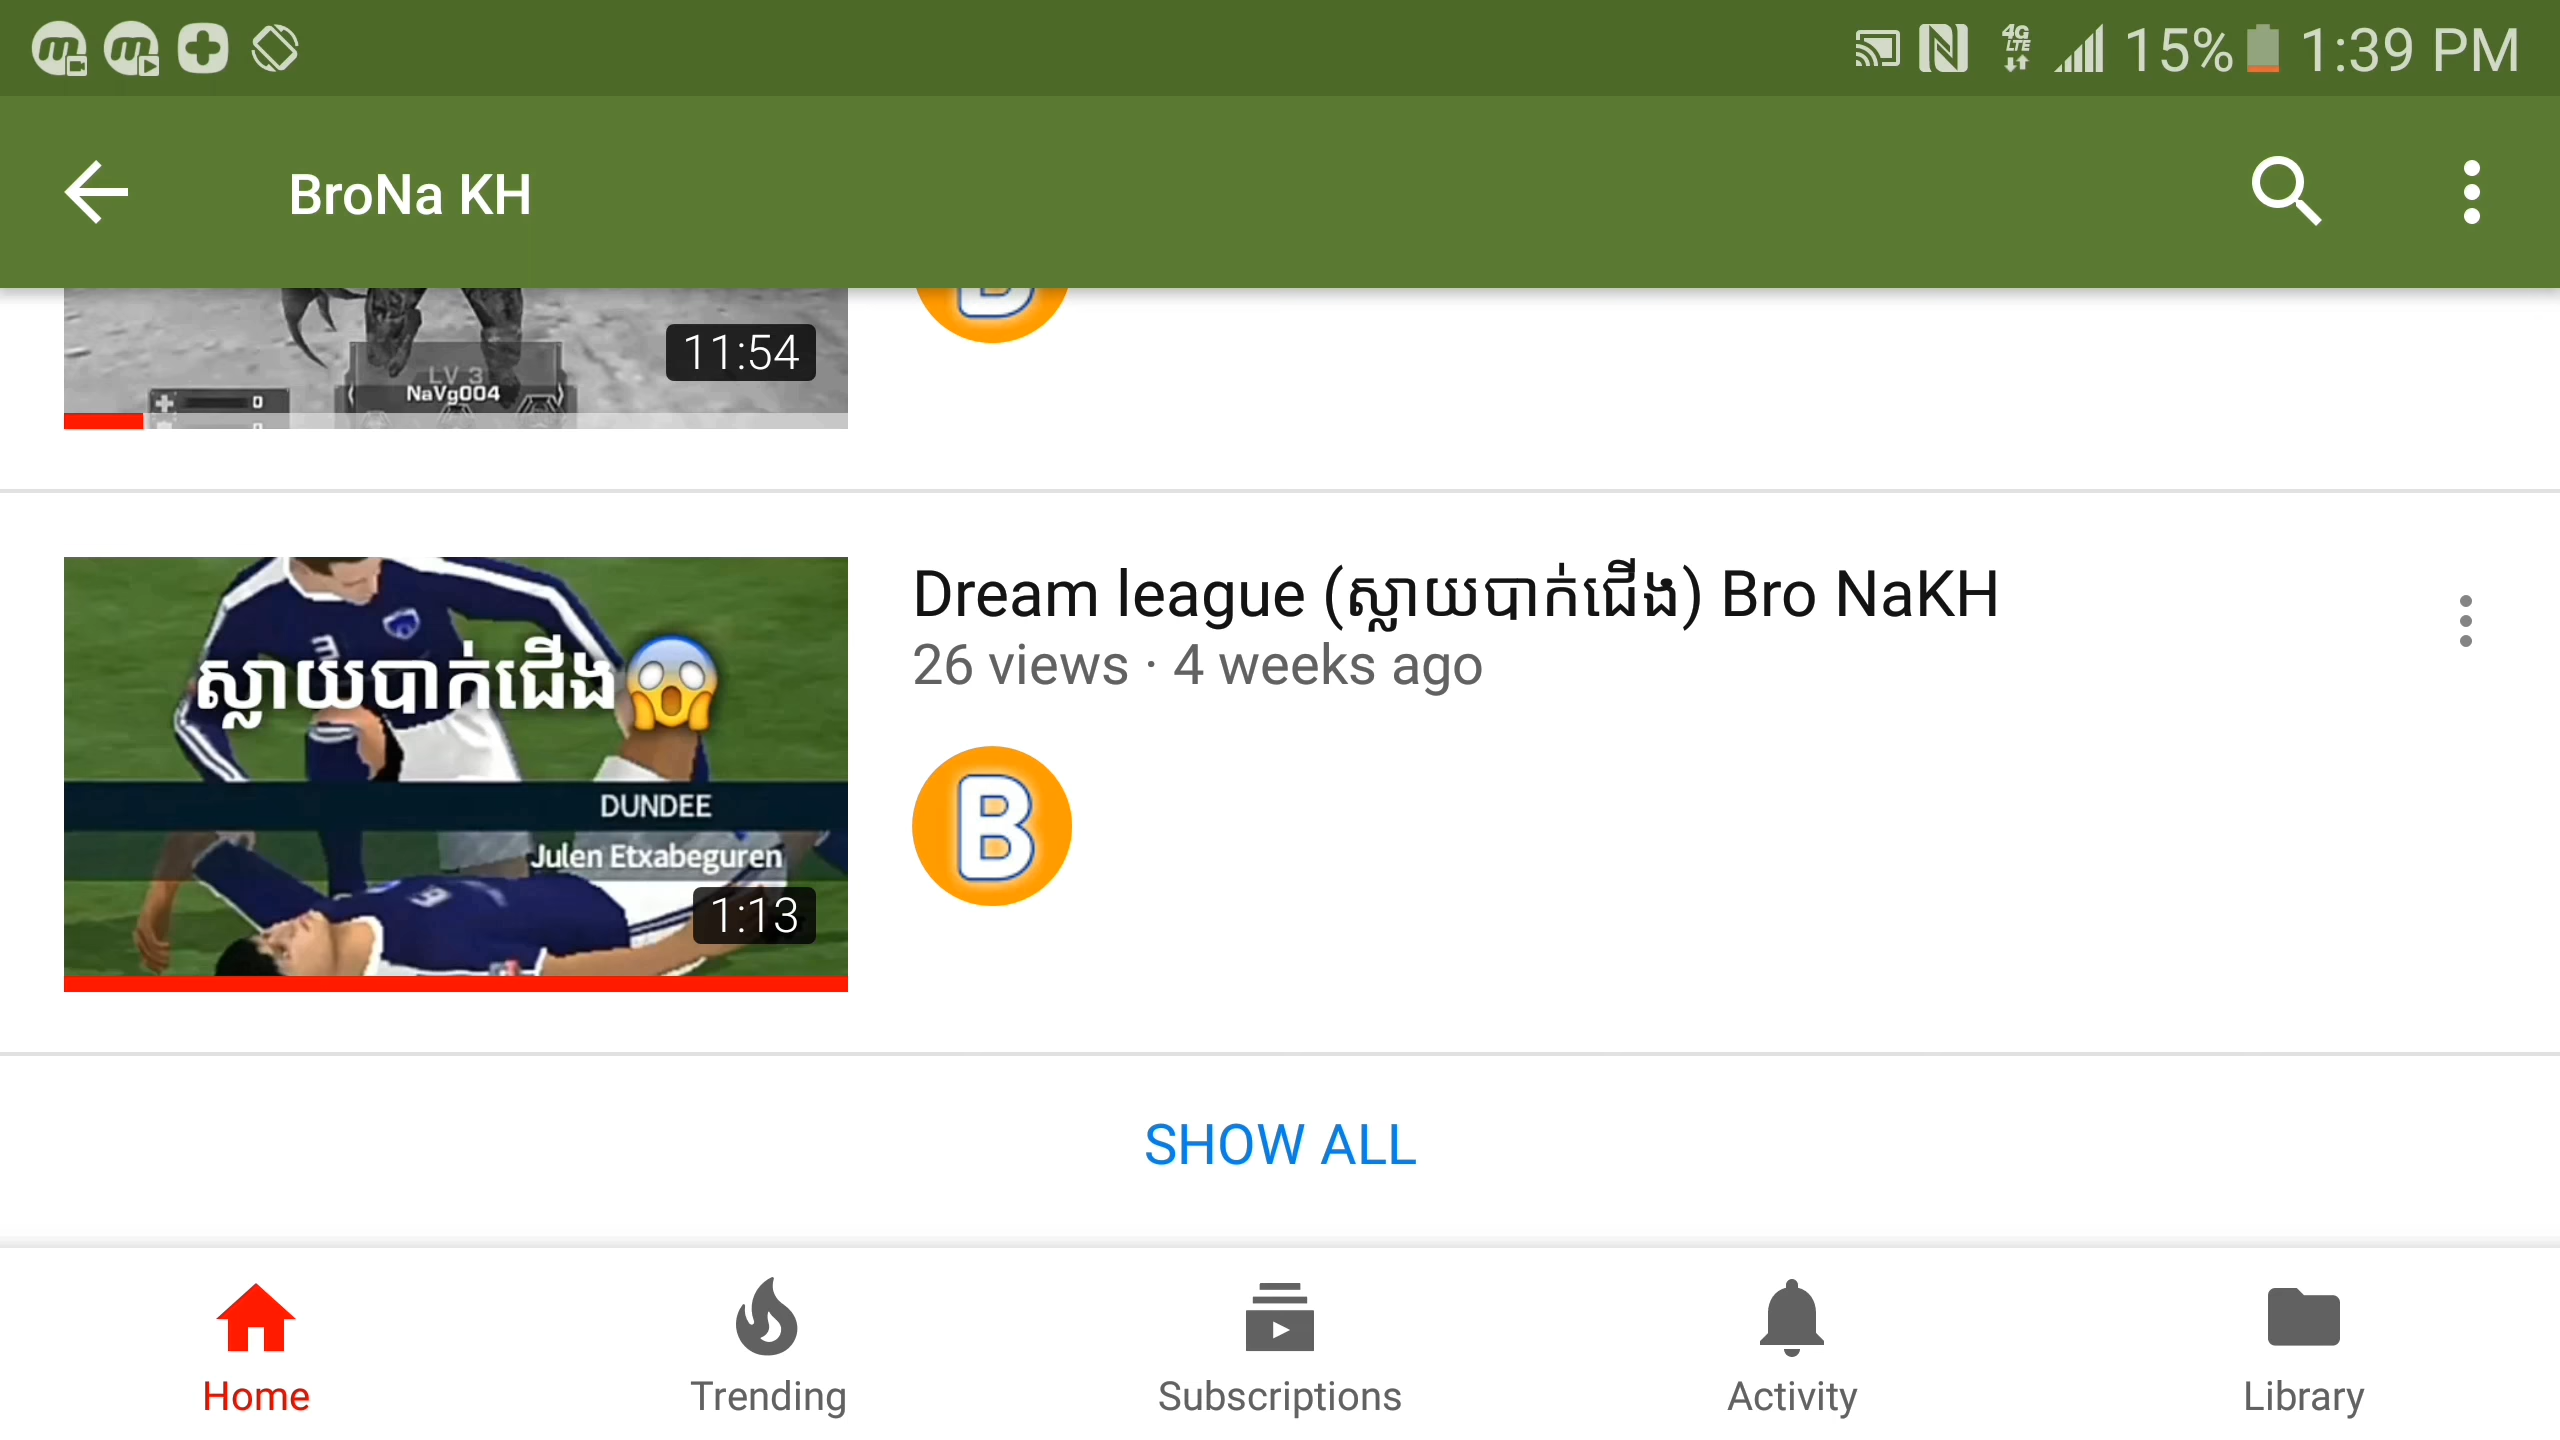 15% 1:39 PM
BroNa KH
11:54
LV 3
NaVg004
0
Dream league (ស្លាយបាក់ជើង) Bro NaKH
26 views · 4 weeks ago
ស្លាយបាក់ជើង😱
DUNDEE
Julen Etxabeguren
1:13
B
SHOW ALL
Home
Trending
Subscriptions
Activity
Library